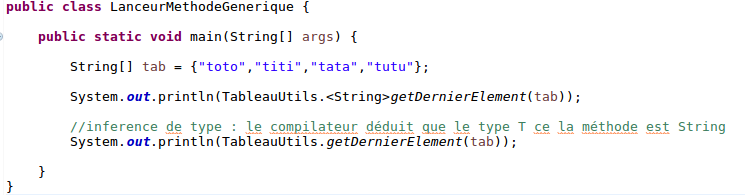 public class LanceurMethodeGenerique {
public static void main(String[] args) {
String[] tab = {"toto","titi","tata","tutu"};
System.out.println(TableauUtils.<String>getDernierElement(tab));
//inference de type : le compilateur déduit que le type T ce la méthode est String
System.out.println(TableauUtils.getDernierElement(tab));
}
}